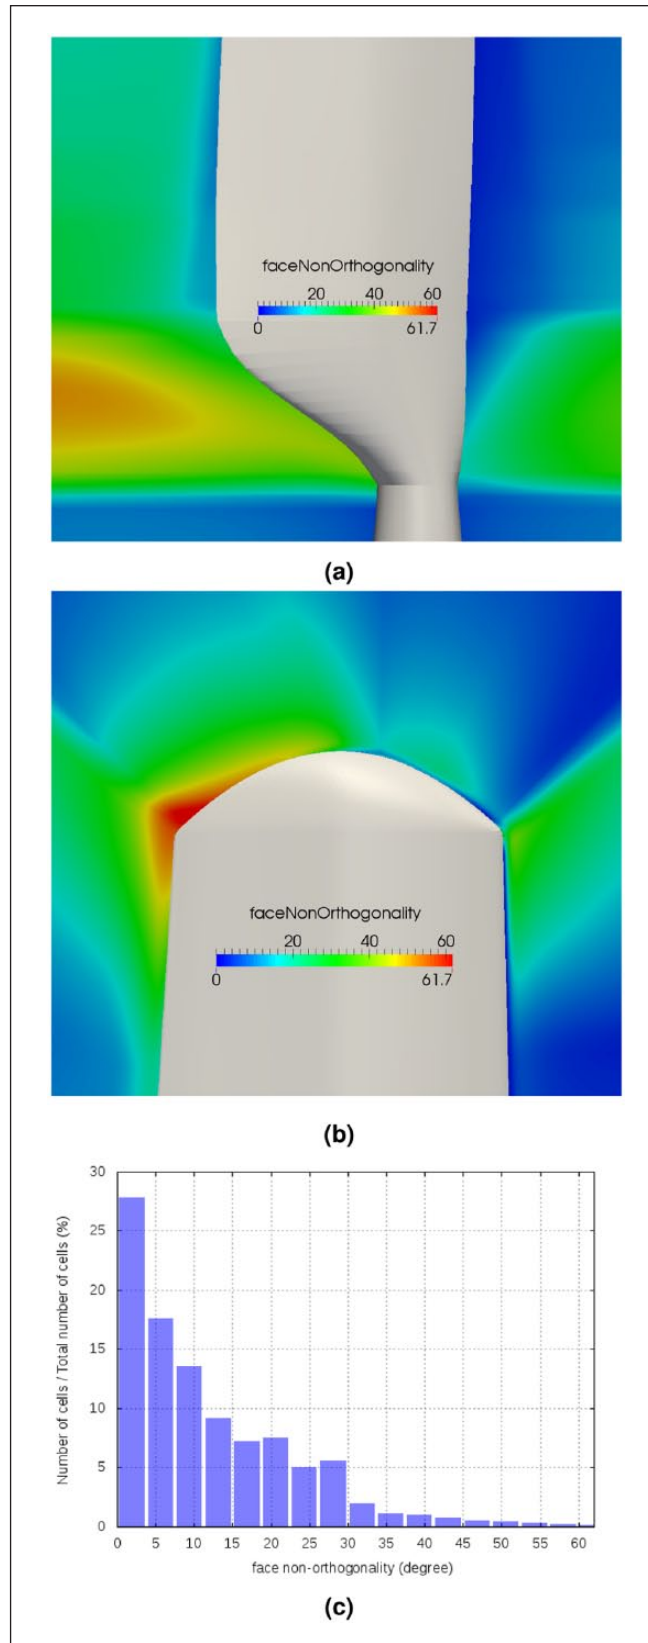 faceNonOrthogonality
20 40 60
0 61.7
(a)
faceNonOrthogonality
20 40 60
0 61.7
(b)
30
25
20
15
10
5
0
Number of cells / Total number of cells (%)
0 5 10 15 20 25 30 35 40 45 50 55 60
face non-orthogonality (degree)
(c)